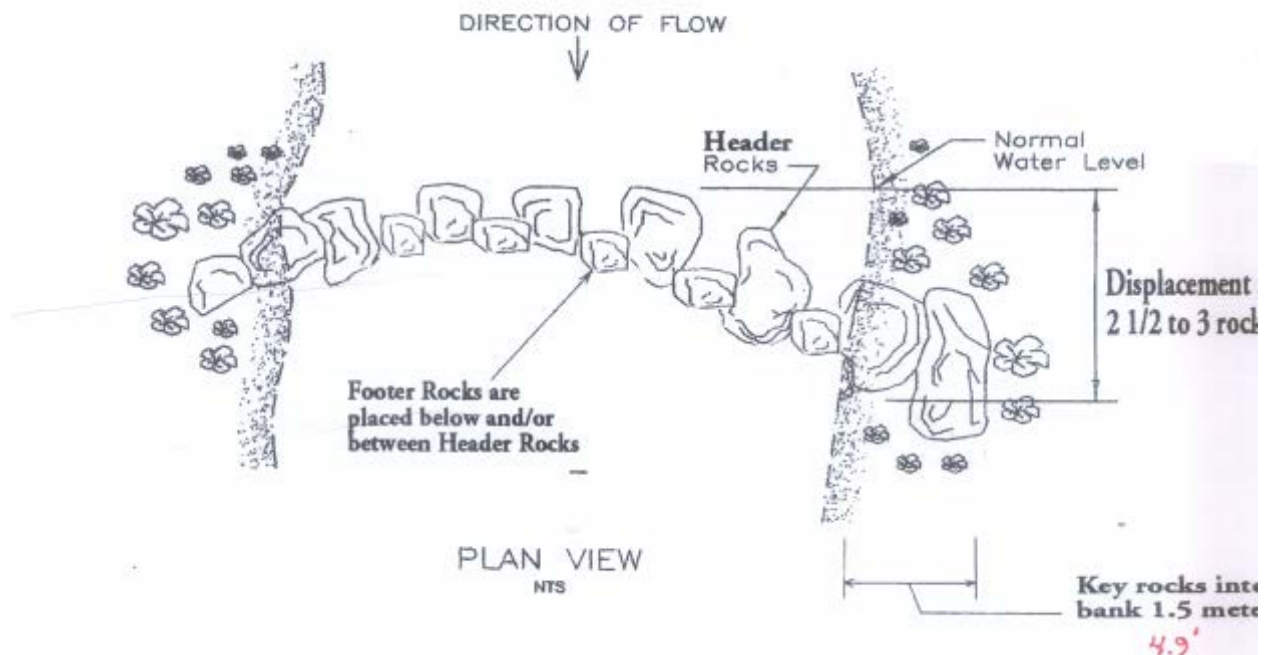 DIRECTION OF FLOW
Header
Rocks
Normal
Water Level
Displacement
2 1/2 to 3
Footer Rocks are
placed below and/or
between Header Rocks
PLAN VIEW
NTS
Key rocks
bank 1.5
4.9'